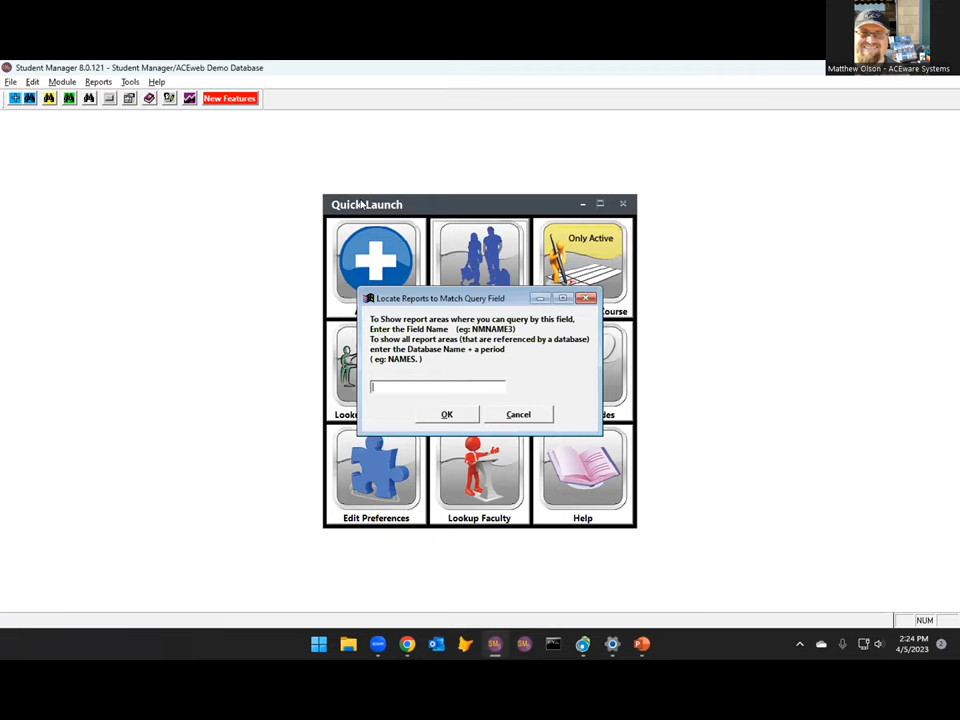 Matthew Olson - ACEware Systems
Student Manager 8.0.121 - Student Manager/ACEweb Demo Database
File Edit Module Reports Tools Help
New Features
Quick Launch
Only Active
Locate Reports to Match Query Field
To Show report areas where you can query by this field,
Enter the Field Name (eg: NMNAME3)
To show all report areas (that are referenced by a database)
enter the Database Name + a period
( eg: NAMES. )
OK Cancel
Edit Preferences
Lookup Faculty
Help
NUM
2:24 PM
4/5/2023